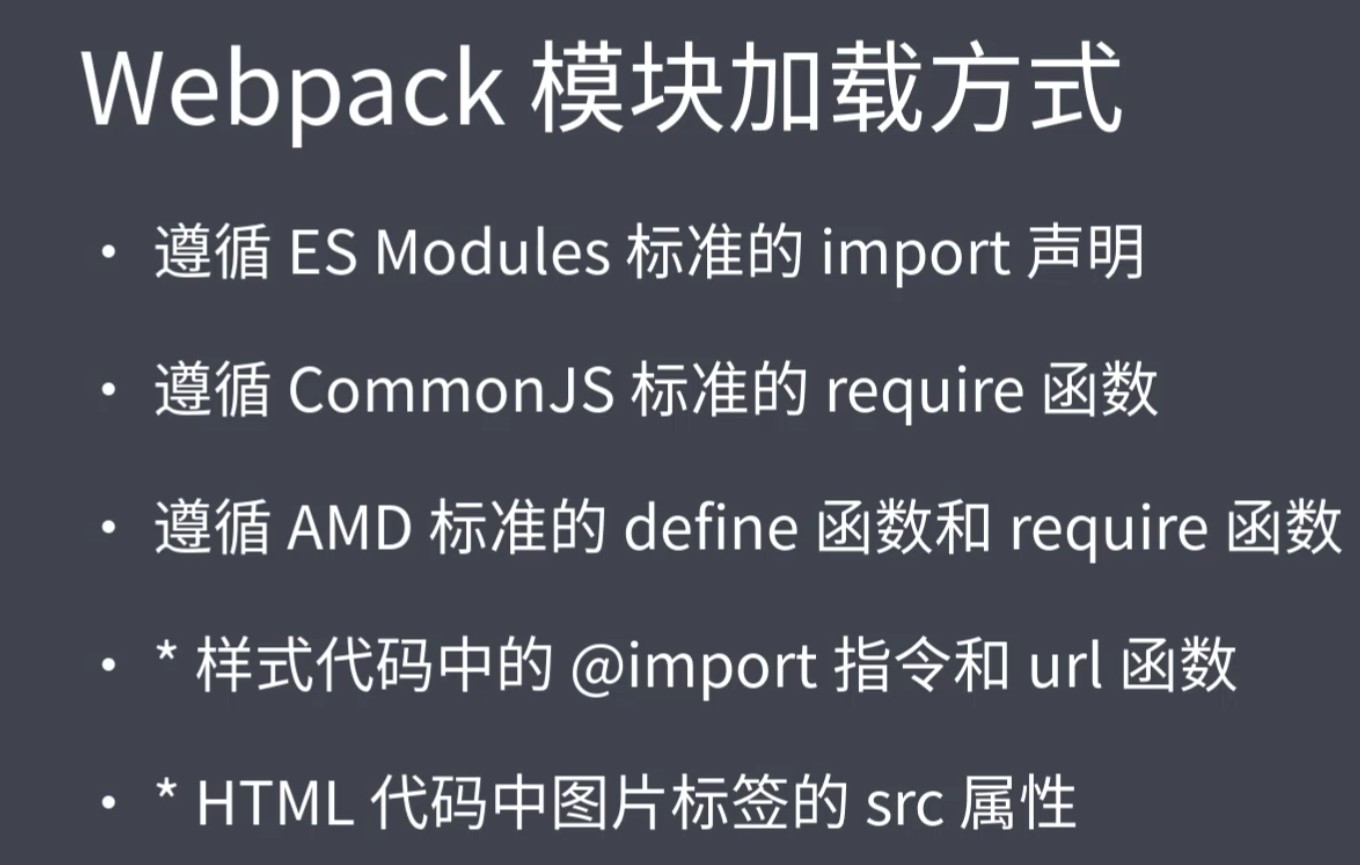 Webpack 模块加载方式
• 遵循 ES Modules 标准的 import 声明
• 遵循 CommonJS 标准的 require 函数
• 遵循 AMD 标准的 define 函数和 require 函数
• * 样式代码中的 @import 指令和 url 函数
• * HTML 代码中图片标签的 src 属性